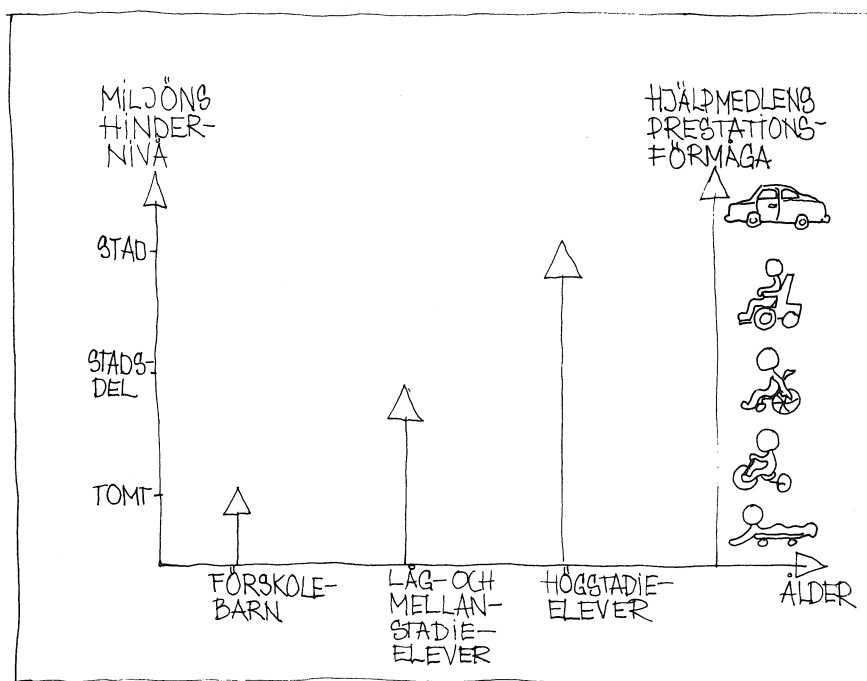 MILJÖNS
HINDER-
NIVÅ
HJÄLPMEDLENS
PRESTATIONS-
FÖRMÅGA
STAD
STADS-
DEL
TOMT
FÖRSKOLE-
BARN
LÅG- OCH
MELLAN-
STADIE-
ELEVER
HÖGSTADIE-
ELEVER
ÅLDER